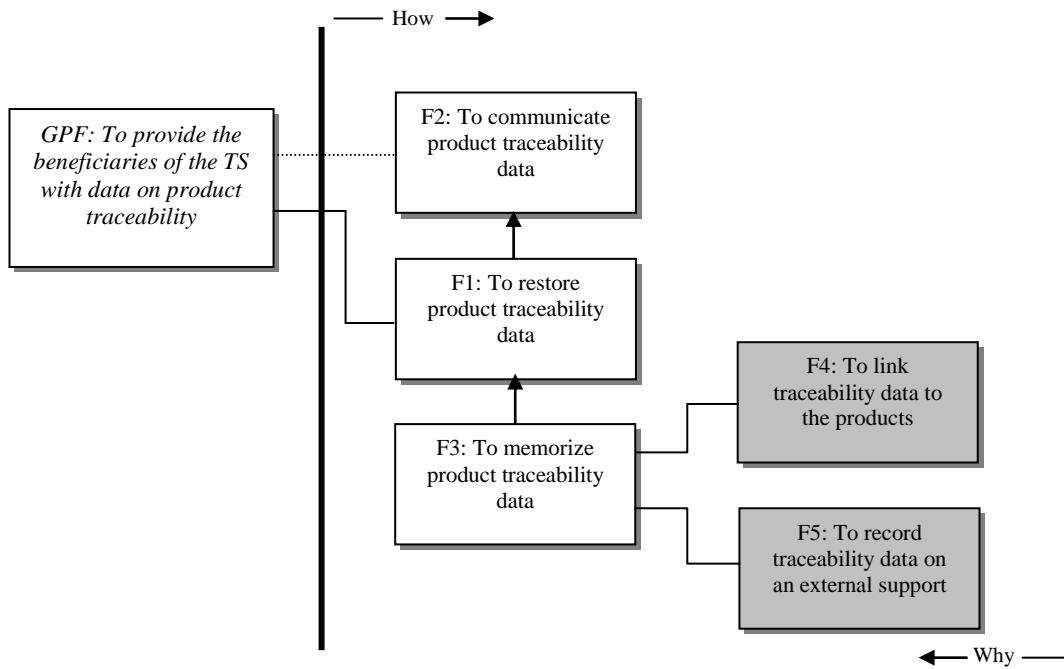 How
GPF: To provide the
beneficiaries of the TS
with data on product
traceability
F2: To communicate
product traceability
data
F1: To restore
product traceability
data
F4: To link
traceability data to
the products
F3: To memorize
product traceability
data
F5: To record
traceability data on
an external support
Why